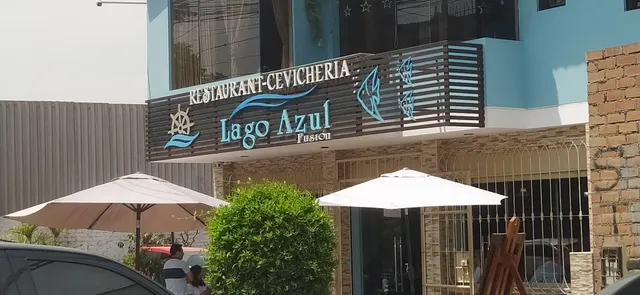 RESTAURANT-CEVICHERIA
Lago Azul
Fusion